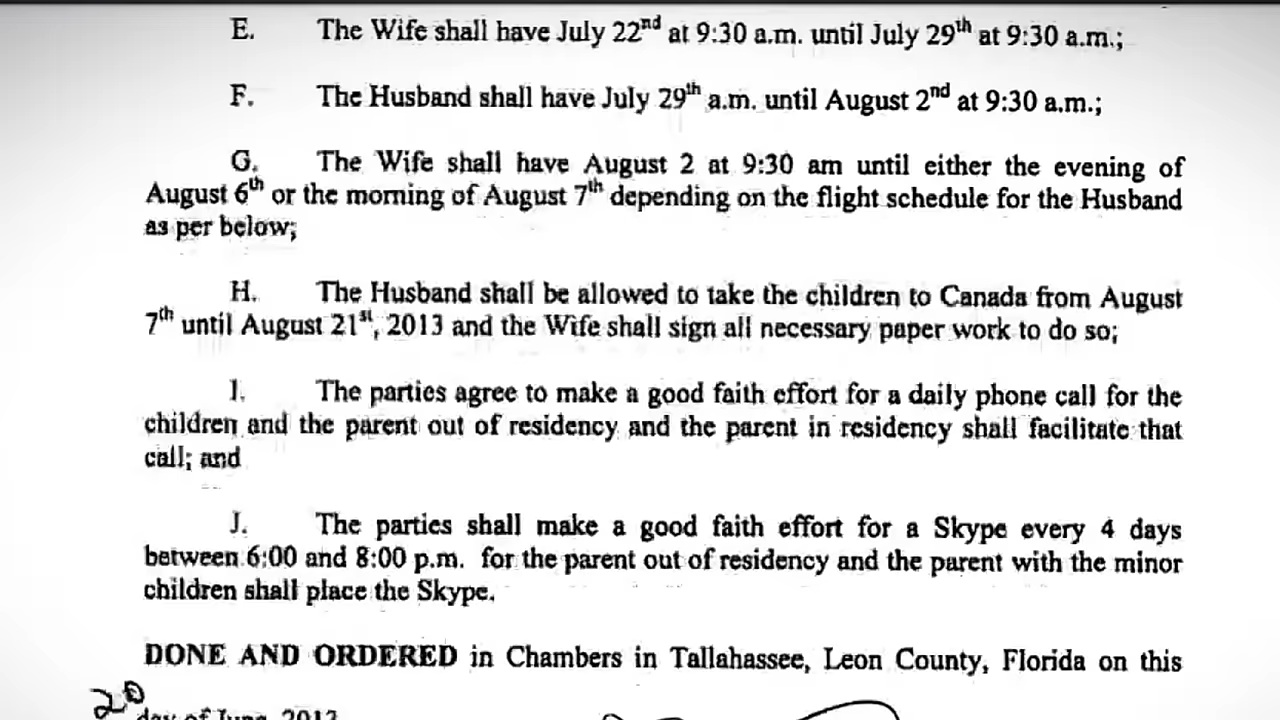 E. The Wife shall have July 22nd at 9:30 a.m. until July 29th at 9:30 a.m.;
F. The Husband shall have July 29th a.m. until August 2nd at 9:30 a.m.;
G. The Wife shall have August 2 at 9:30 am until either the evening of
August 6th or the morning of August 7th depending on the flight schedule for the Husband
as per below;
H. The Husband shall be allowed to take the children to Canada from August
7th until August 21st, 2013 and the Wife shall sign all necessary paper work to do so;
I. The parties agree to make a good faith effort for a daily phone call for the
children and the parent out of residency and the parent in residency shall facilitate that
call; and
J. The parties shall make a good faith effort for a Skype every 4 days
between 6:00 and 8:00 p.m. for the parent out of residency and the parent with the minor
children shall place the Skype.
DONE AND ORDERED in Chambers in Tallahassee, Leon County, Florida on this
20 day of June, 2013